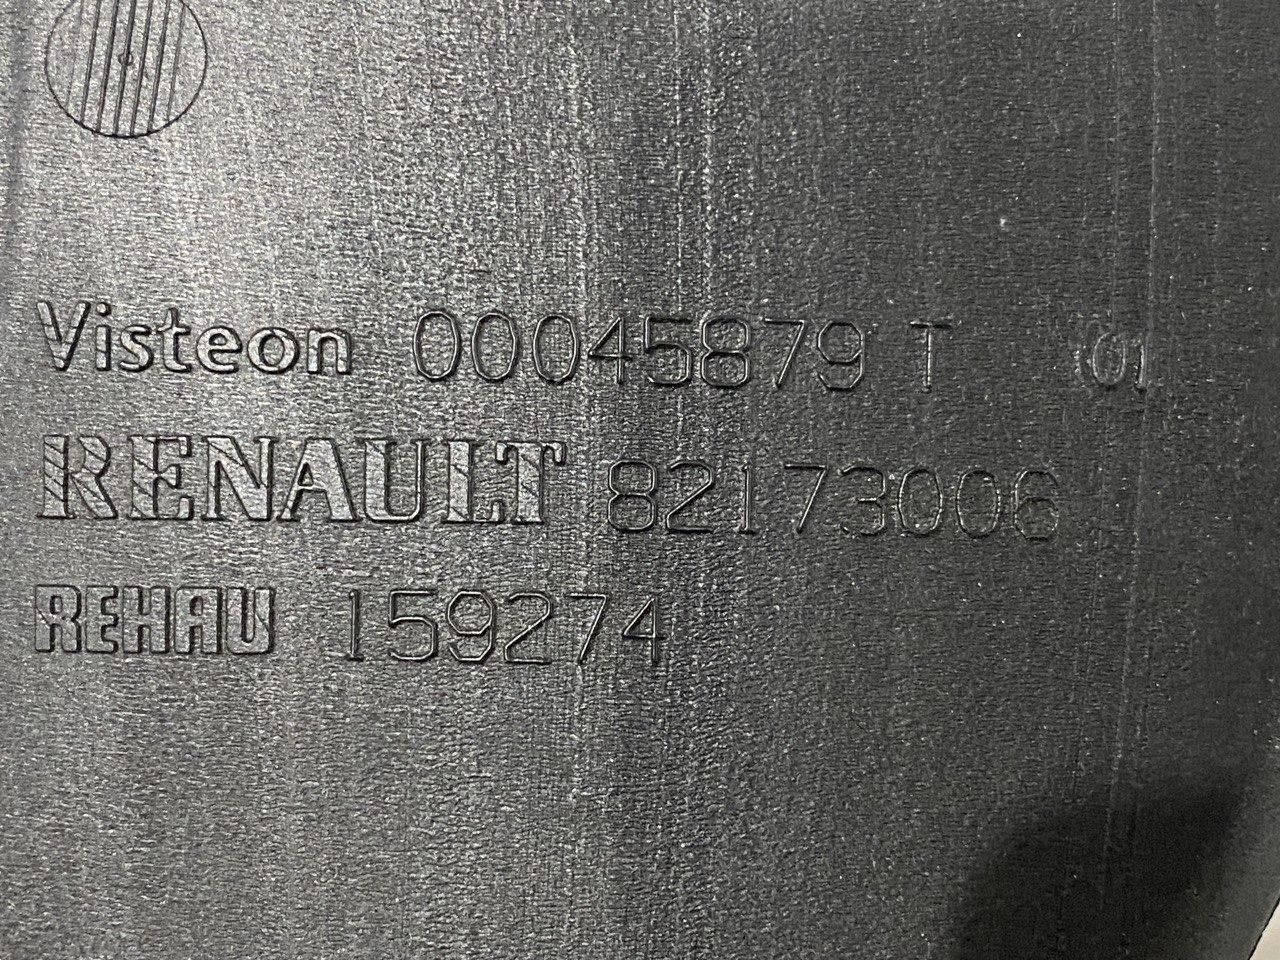 Visteon 00045879 T 01
RENAULT 82173006
REHAU 159274